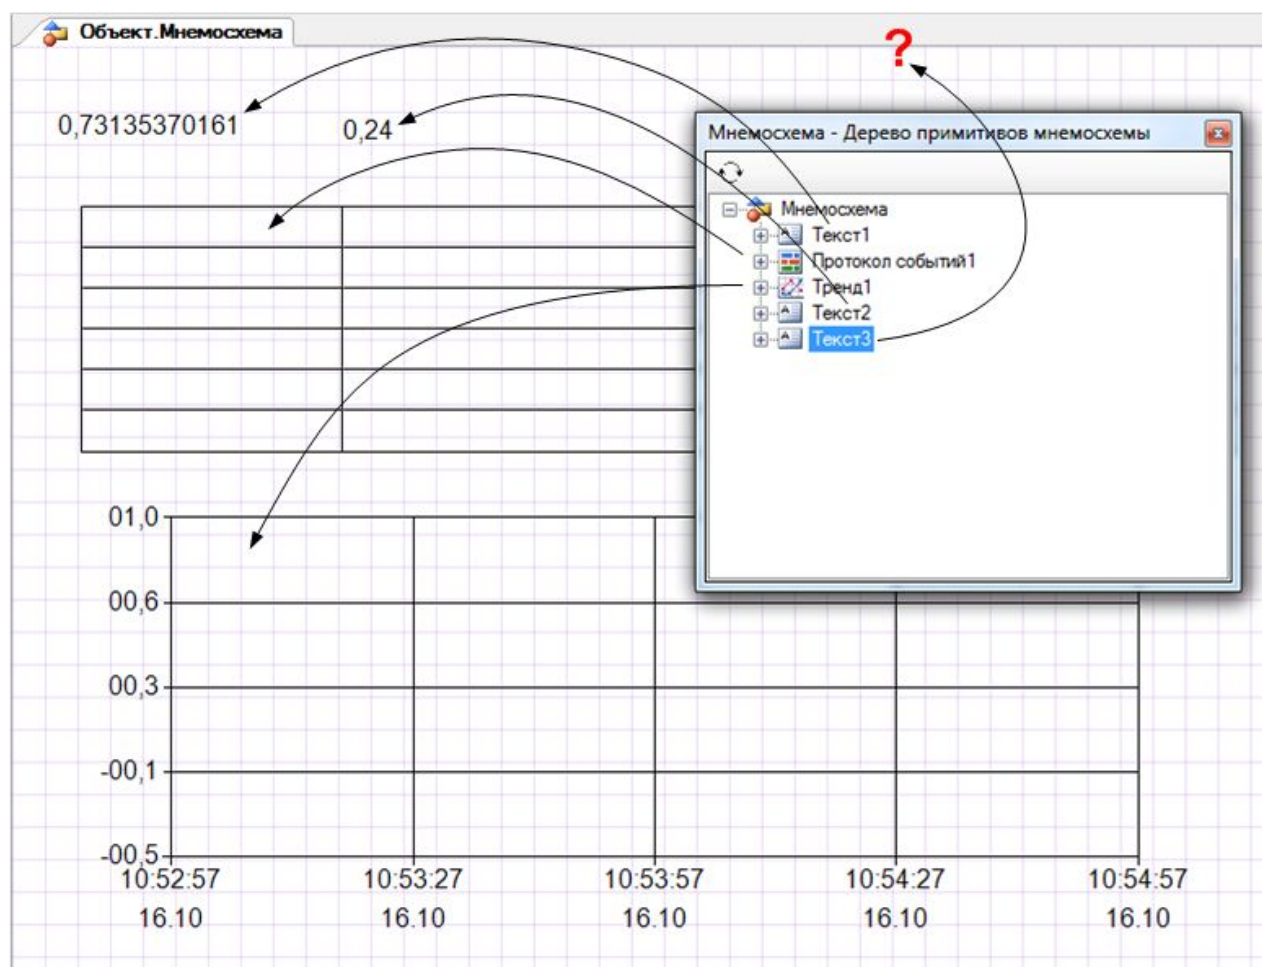 Объект.Мнемосхема
?
0,73135370161
0,24
Мнемосхема - Дерево примитивов мнемосхемы
Мнемосхема
Текст1
Протокол событий1
Тренд1
Текст2
Текст3
01,0
00,6
00,3
-00,1
-00,5
10:52:57 10:53:27 10:53:57 10:54:27 10:54:57
16.10 16.10 16.10 16.10 16.10